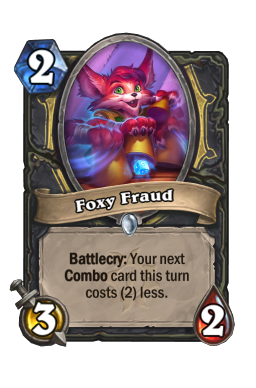 2
Foxy Fraud
Battlecry: Your next
Combo card this turn
costs (2) less.
3
2